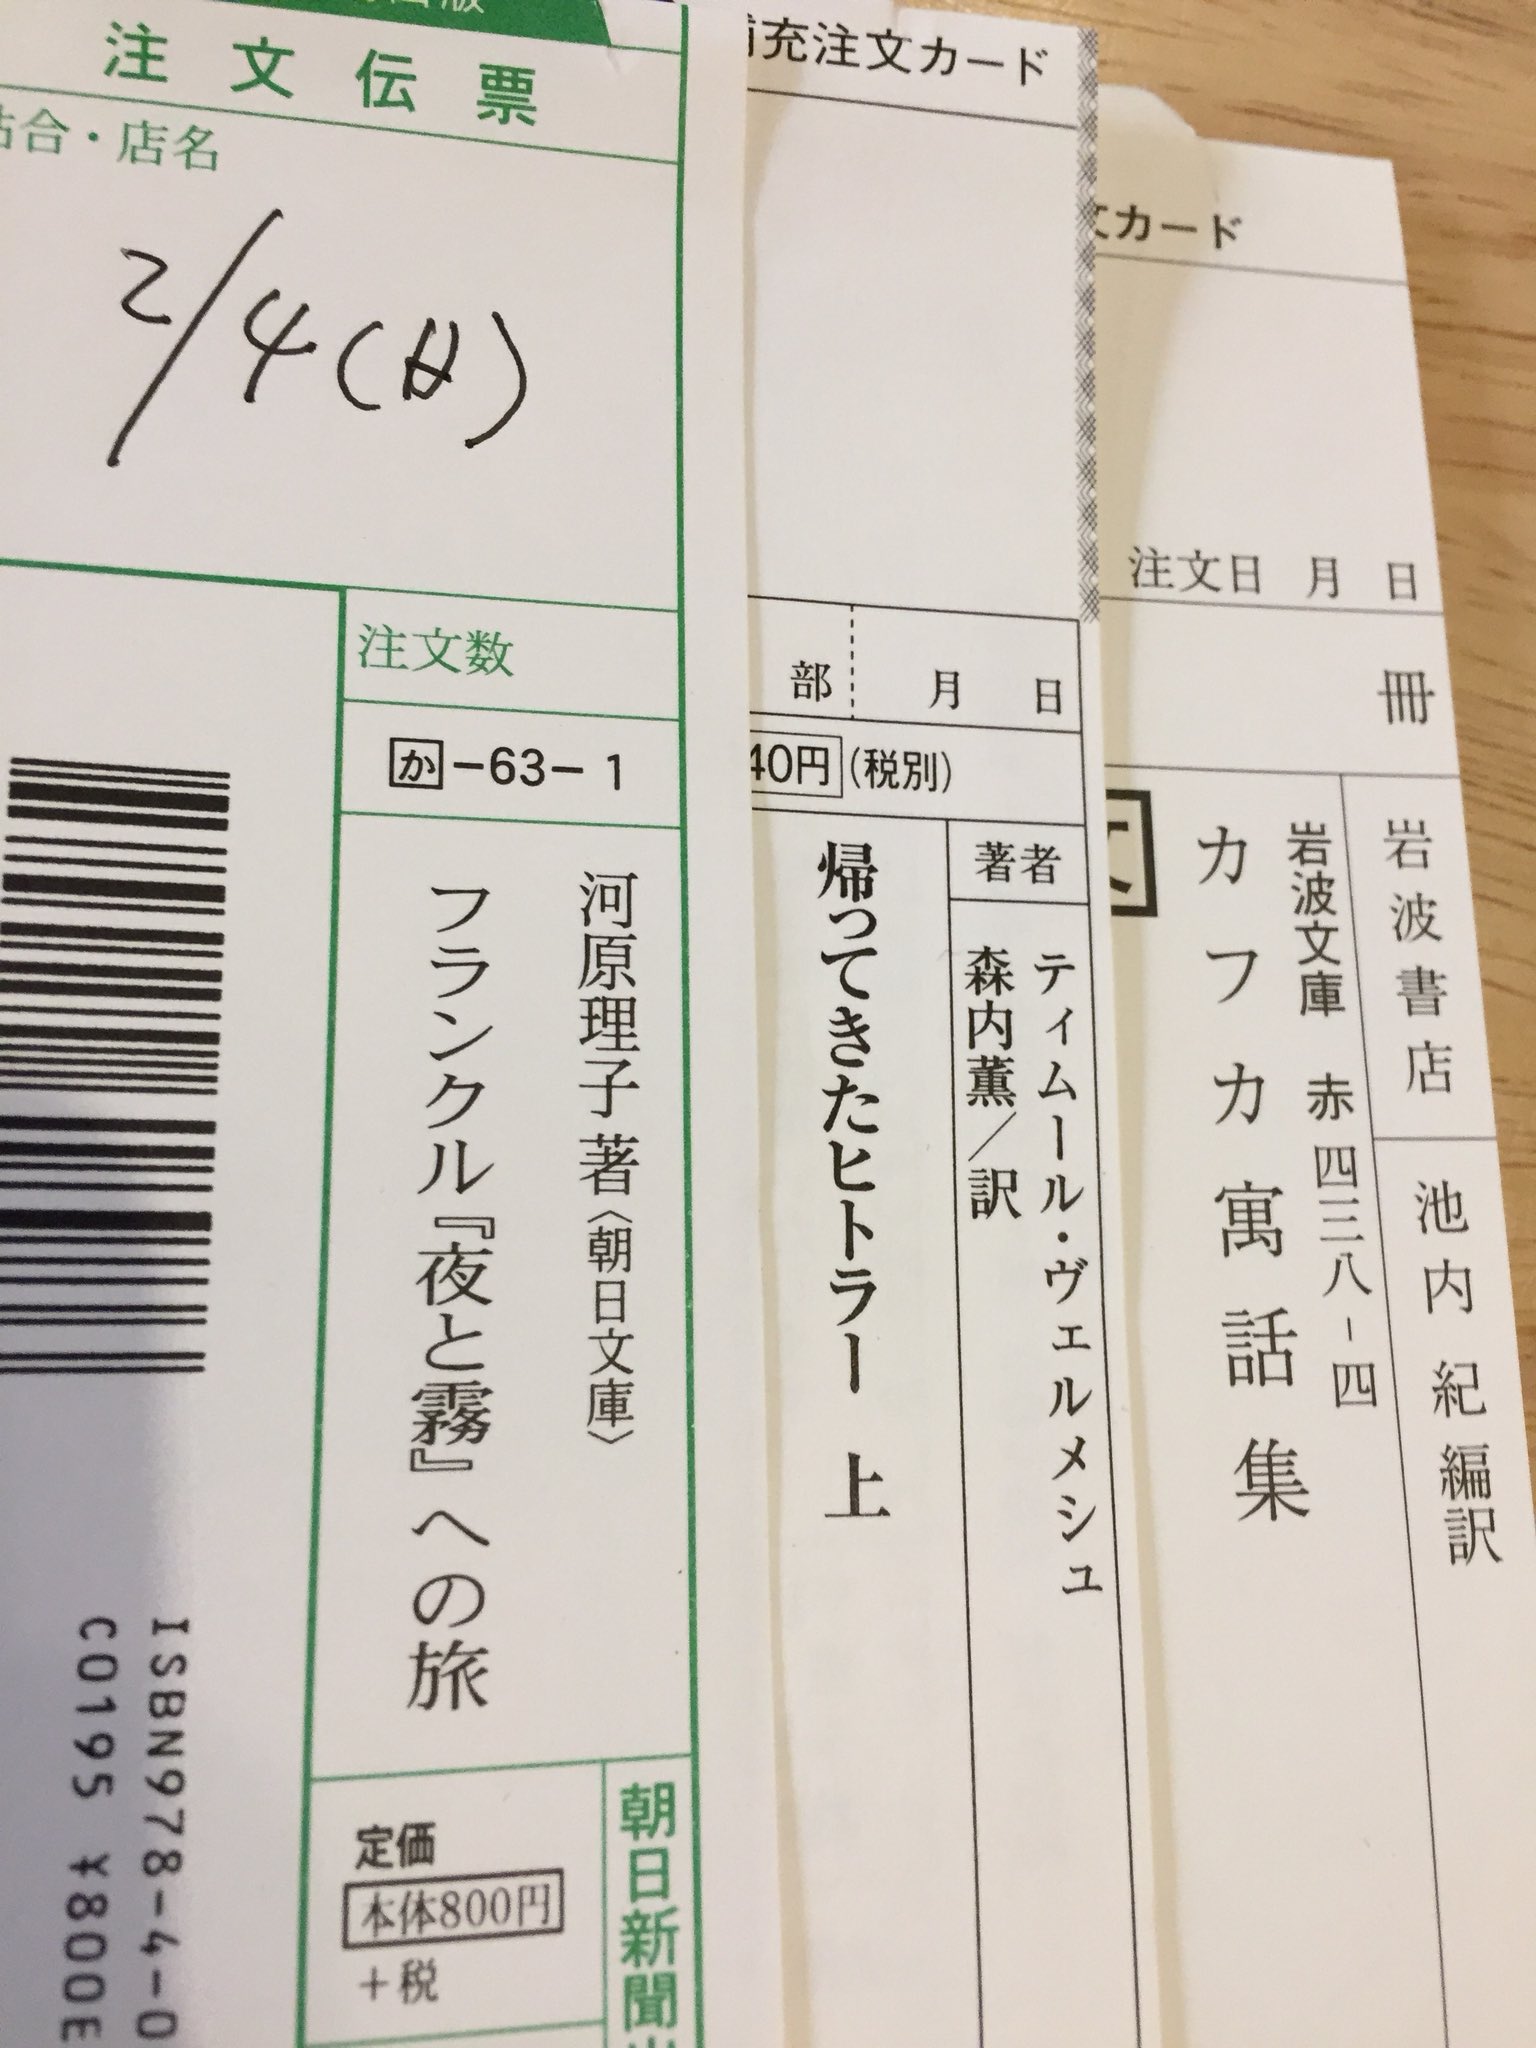 注文伝票
店名
2/4(日)
注文数
か-63-1
河原理子 著〈朝日文庫〉
フランクル『夜と霧』への旅
定価
本体800円
+税
朝日新聞
ISBN978-4-0
C0195 ¥800E
充注文カード
部 月 日
40円(税別)
著者
ティムール・ヴェルメシュ
森内薫/訳
帰ってきたヒトラー 上
カード
注文日 月 日
冊
岩波書店
池内 紀 編訳
岩波文庫 赤 四三八-四
カフカ寓話集